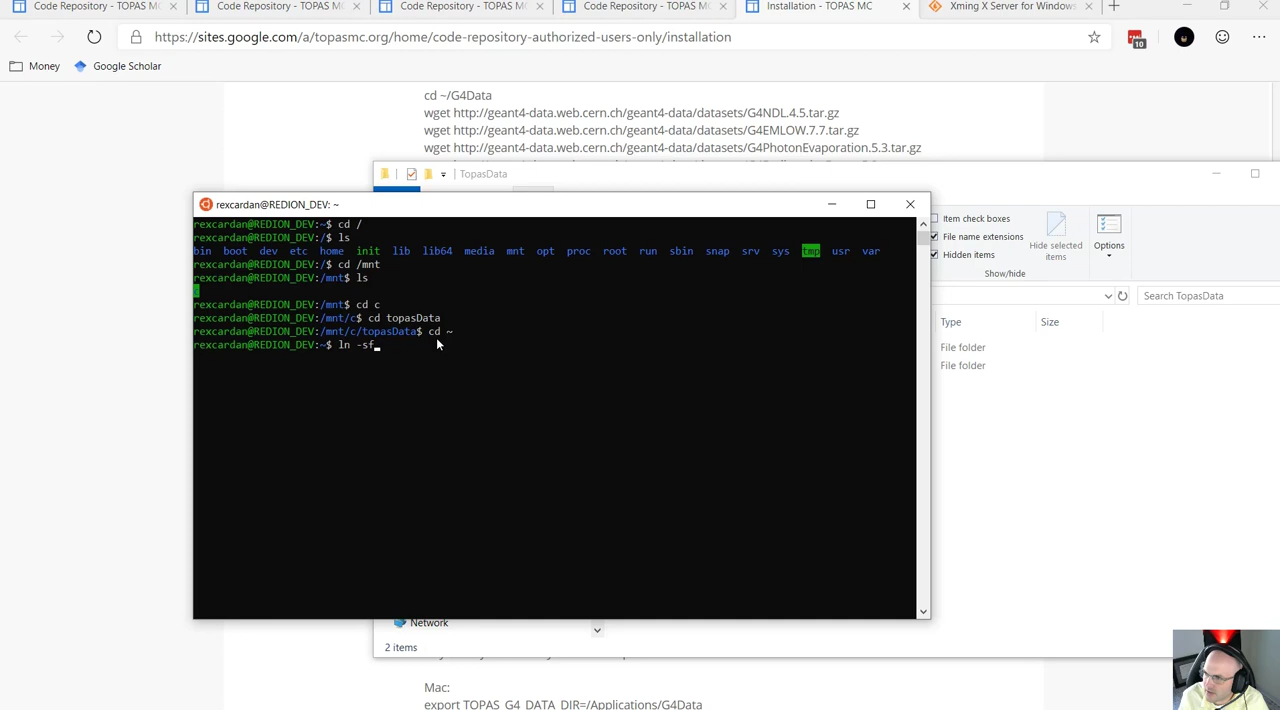 Code Repository - TOPAS MC
Code Repository - TOPAS MC
Code Repository - TOPAS MC
Code Repository - TOPAS MC
Installation - TOPAS MC
Xming X Server for Windows
https://sites.google.com/a/topasmc.org/home/code-repository-authorized-users-only/installation
10
Money
Google Scholar
cd ~/G4Data
wget http://geant4-data.web.cern.ch/geant4-data/datasets/G4NDL.4.5.tar.gz
wget http://geant4-data.web.cern.ch/geant4-data/datasets/G4EMLOW.7.7.tar.gz
wget http://geant4-data.web.cern.ch/geant4-data/datasets/G4PhotonEvaporation.5.3.tar.gz
TopasData
rexcardan@REDION_DEV: ~
rexcardan@REDION_DEV:~$ cd /
rexcardan@REDION_DEV:/$ ls
bin boot dev etc home init lib lib64 media mnt opt proc root run sbin snap srv sys tmp usr var
rexcardan@REDION_DEV:/$ cd /mnt
rexcardan@REDION_DEV:/mnt$ ls
c
rexcardan@REDION_DEV:/mnt$ cd c
rexcardan@REDION_DEV:/mnt/c$ cd topasData
rexcardan@REDION_DEV:/mnt/c/topasData$ cd ~
rexcardan@REDION_DEV:~$ ln -sf_
Item check boxes
File name extensions
Hidden items
Hide selected
items
Options
Show/hide
Search TopasData
Type
Size
File folder
File folder
Network
2 items
Mac:
export TOPAS_G4_DATA_DIR=/Applications/G4Data